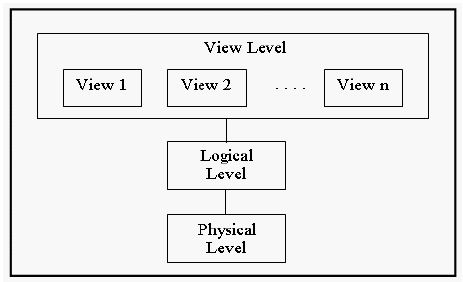 View Level
View 1 View 2 . . . . View n
Logical
Level
Physical
Level